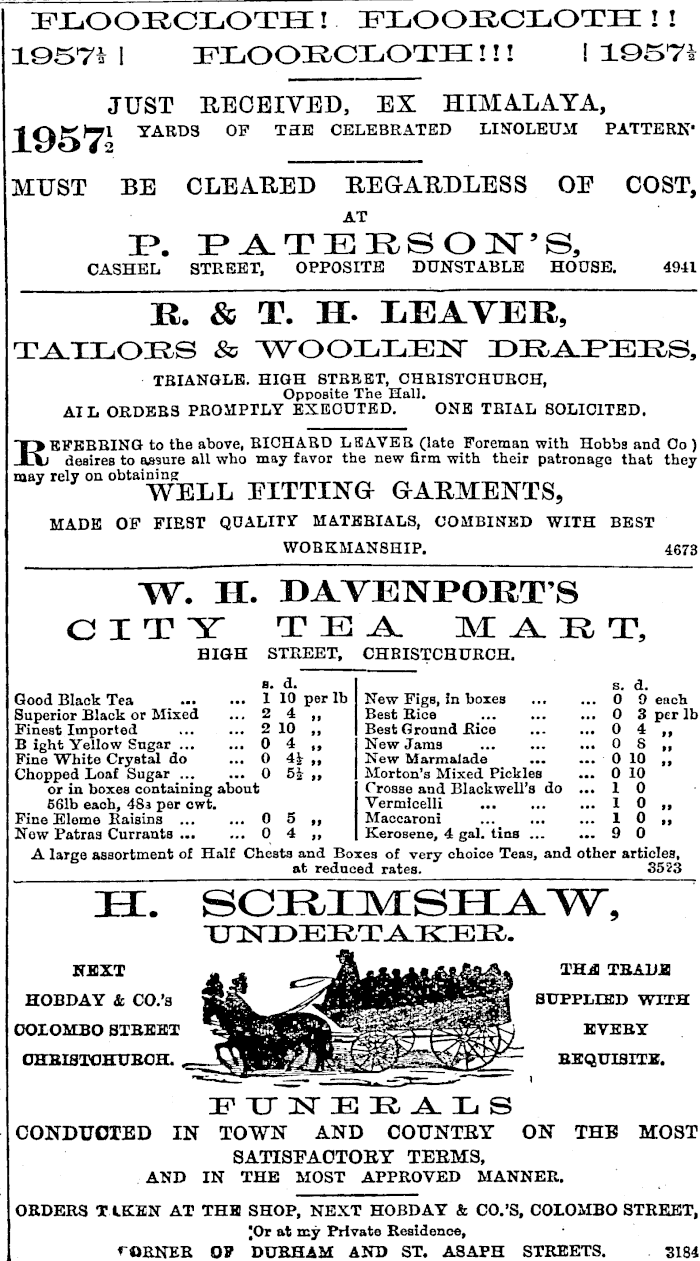 FLOORCLOTH! FLOORCLOTH!!
1957½ | FLOORCLOTH!!! | 1957½
JUST RECEIVED, EX HIMALAYA,
1957½ YARDS OF THE CELEBRATED LINOLEUM PATTERN
MUST BE CLEARED REGARDLESS OF COST,
AT
P. PATERSON'S,
CASHEL STREET, OPPOSITE DUNSTABLE HOUSE. 4941
R. & T. H. LEAVER,
TAILORS & WOOLLEN DRAPERS,
TRIANGLE. HIGH STREET, CHRISTCHURCH,
Opposite The Hall.
ALL ORDERS PROMPTLY EXECUTED. ONE TRIAL SOLICITED.
REFERRING to the above, RICHARD LEAVER (late Foreman with Hobbs and Co)
desires to assure all who may favor the new firm with their patronage that they
may rely on obtaining
WELL FITTING GARMENTS,
MADE OF FIRST QUALITY MATERIALS, COMBINED WITH BEST
WORKMANSHIP. 4673
W. H. DAVENPORT'S
CITY TEA MART,
HIGH STREET, CHRISTCHURCH.
s. d.
Good Black Tea ... ... 1 10 per lb
Superior Black or Mixed ... 2 4 „
Finest Imported ... 2 10 „
B ight Yellow Sugar ... ... 0 4 „
Fine White Crystal do ... 0 4½ „
Chopped Loaf Sugar ... ... 0 5½ „
or in boxes containing about
56lb each, 48s per cwt.
Fine Eleme Raisins ... ... 0 5 „
New Patras Currants ... ... 0 4 „
s. d.
New Figs, in boxes ... ... 0 9 each
Best Rice ... ... ... 0 3 per lb
Best Ground Rice ... ... 0 4 „
New Jams ... ... ... 0 8 „
New Marmalade ... ... 0 10 „
Morton's Mixed Pickles ... 0 10
Crosse and Blackwell's do ... 1 0
Vermicelli ... ... ... 1 0 „
Maccaroni ... ... ... 1 0 „
Kerosene, 4 gal. tins ... ... 9 0
A large assortment of Half Chests and Boxes of very choice Teas, and other articles,
at reduced rates. 3523
H. SCRIMSHAW,
UNDERTAKER.
NEXT
HOBDAY & CO.'s
COLOMBO STREET
CHRISTCHURCH.
THE TRADE
SUPPLIED WITH
EVERY
REQUISITE.
FUNERALS
CONDUCTED IN TOWN AND COUNTRY ON THE MOST
SATISFACTORY TERMS,
AND IN THE MOST APPROVED MANNER.
ORDERS TAKEN AT THE SHOP, NEXT HOBDAY & CO.'S, COLOMBO STREET,
Or at my Private Residence,
CORNER OF DURHAM AND ST. ASAPH STREETS. 3184